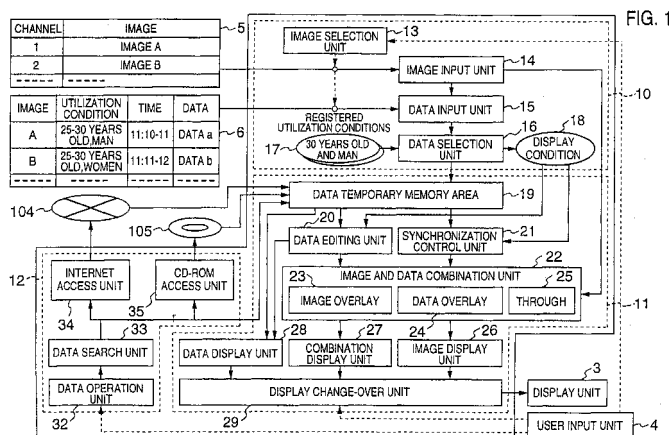 FIG. 1
CHANNEL IMAGE
1 IMAGE A
2 IMAGE B
5
IMAGE UTILIZATION CONDITION TIME DATA
A 25-30 YEARS OLD,MAN 11:10-11 DATA a
B 25-30 YEARS OLD,WOMEN 11:11-12 DATA b
6
IMAGE SELECTION UNIT
13
14
IMAGE INPUT UNIT
10
DATA INPUT UNIT
15
REGISTERED UTILIZATION CONDITIONS
16
18
17
30 YEARS OLD AND MAN
DATA SELECTION UNIT
DISPLAY CONDITION
104
DATA TEMPORARY MEMORY AREA
19
105
20
21
DATA EDITING UNIT
SYNCHRONIZATION CONTROL UNIT
22
12
IMAGE AND DATA COMBINATION UNIT
23
25
INTERNET ACCESS UNIT
CD-ROM ACCESS UNIT
IMAGE OVERLAY
DATA OVERLAY
THROUGH
11
34
35
33
28
27
24
26
DATA SEARCH UNIT
DATA DISPLAY UNIT
COMBINATION DISPLAY UNIT
IMAGE DISPLAY UNIT
3
DATA OPERATION UNIT
DISPLAY CHANGE-OVER UNIT
DISPLAY UNIT
32
29
USER INPUT UNIT
4